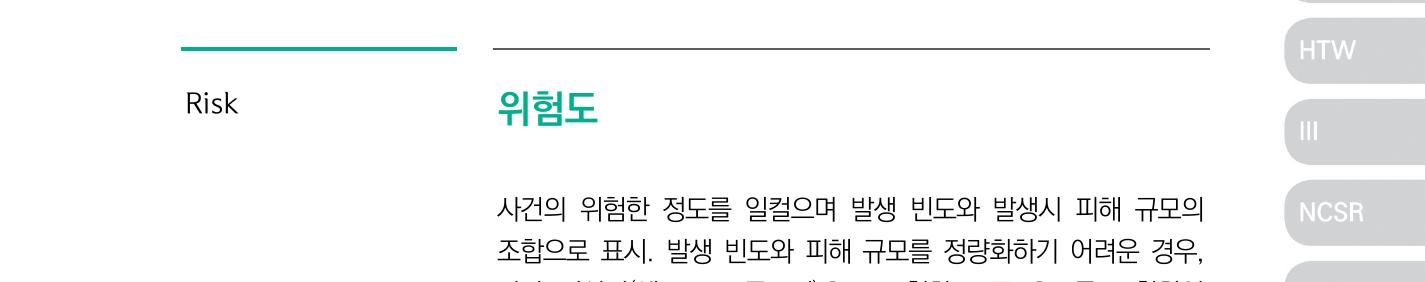 Risk
위험도
사건의 위험한 정도를 일컬으며 발생 빈도와 발생시 피해 규모의
조합으로 표시. 발생 빈도와 피해 규모를 정량화하기 어려운 경우,
HTW
III
NCSR